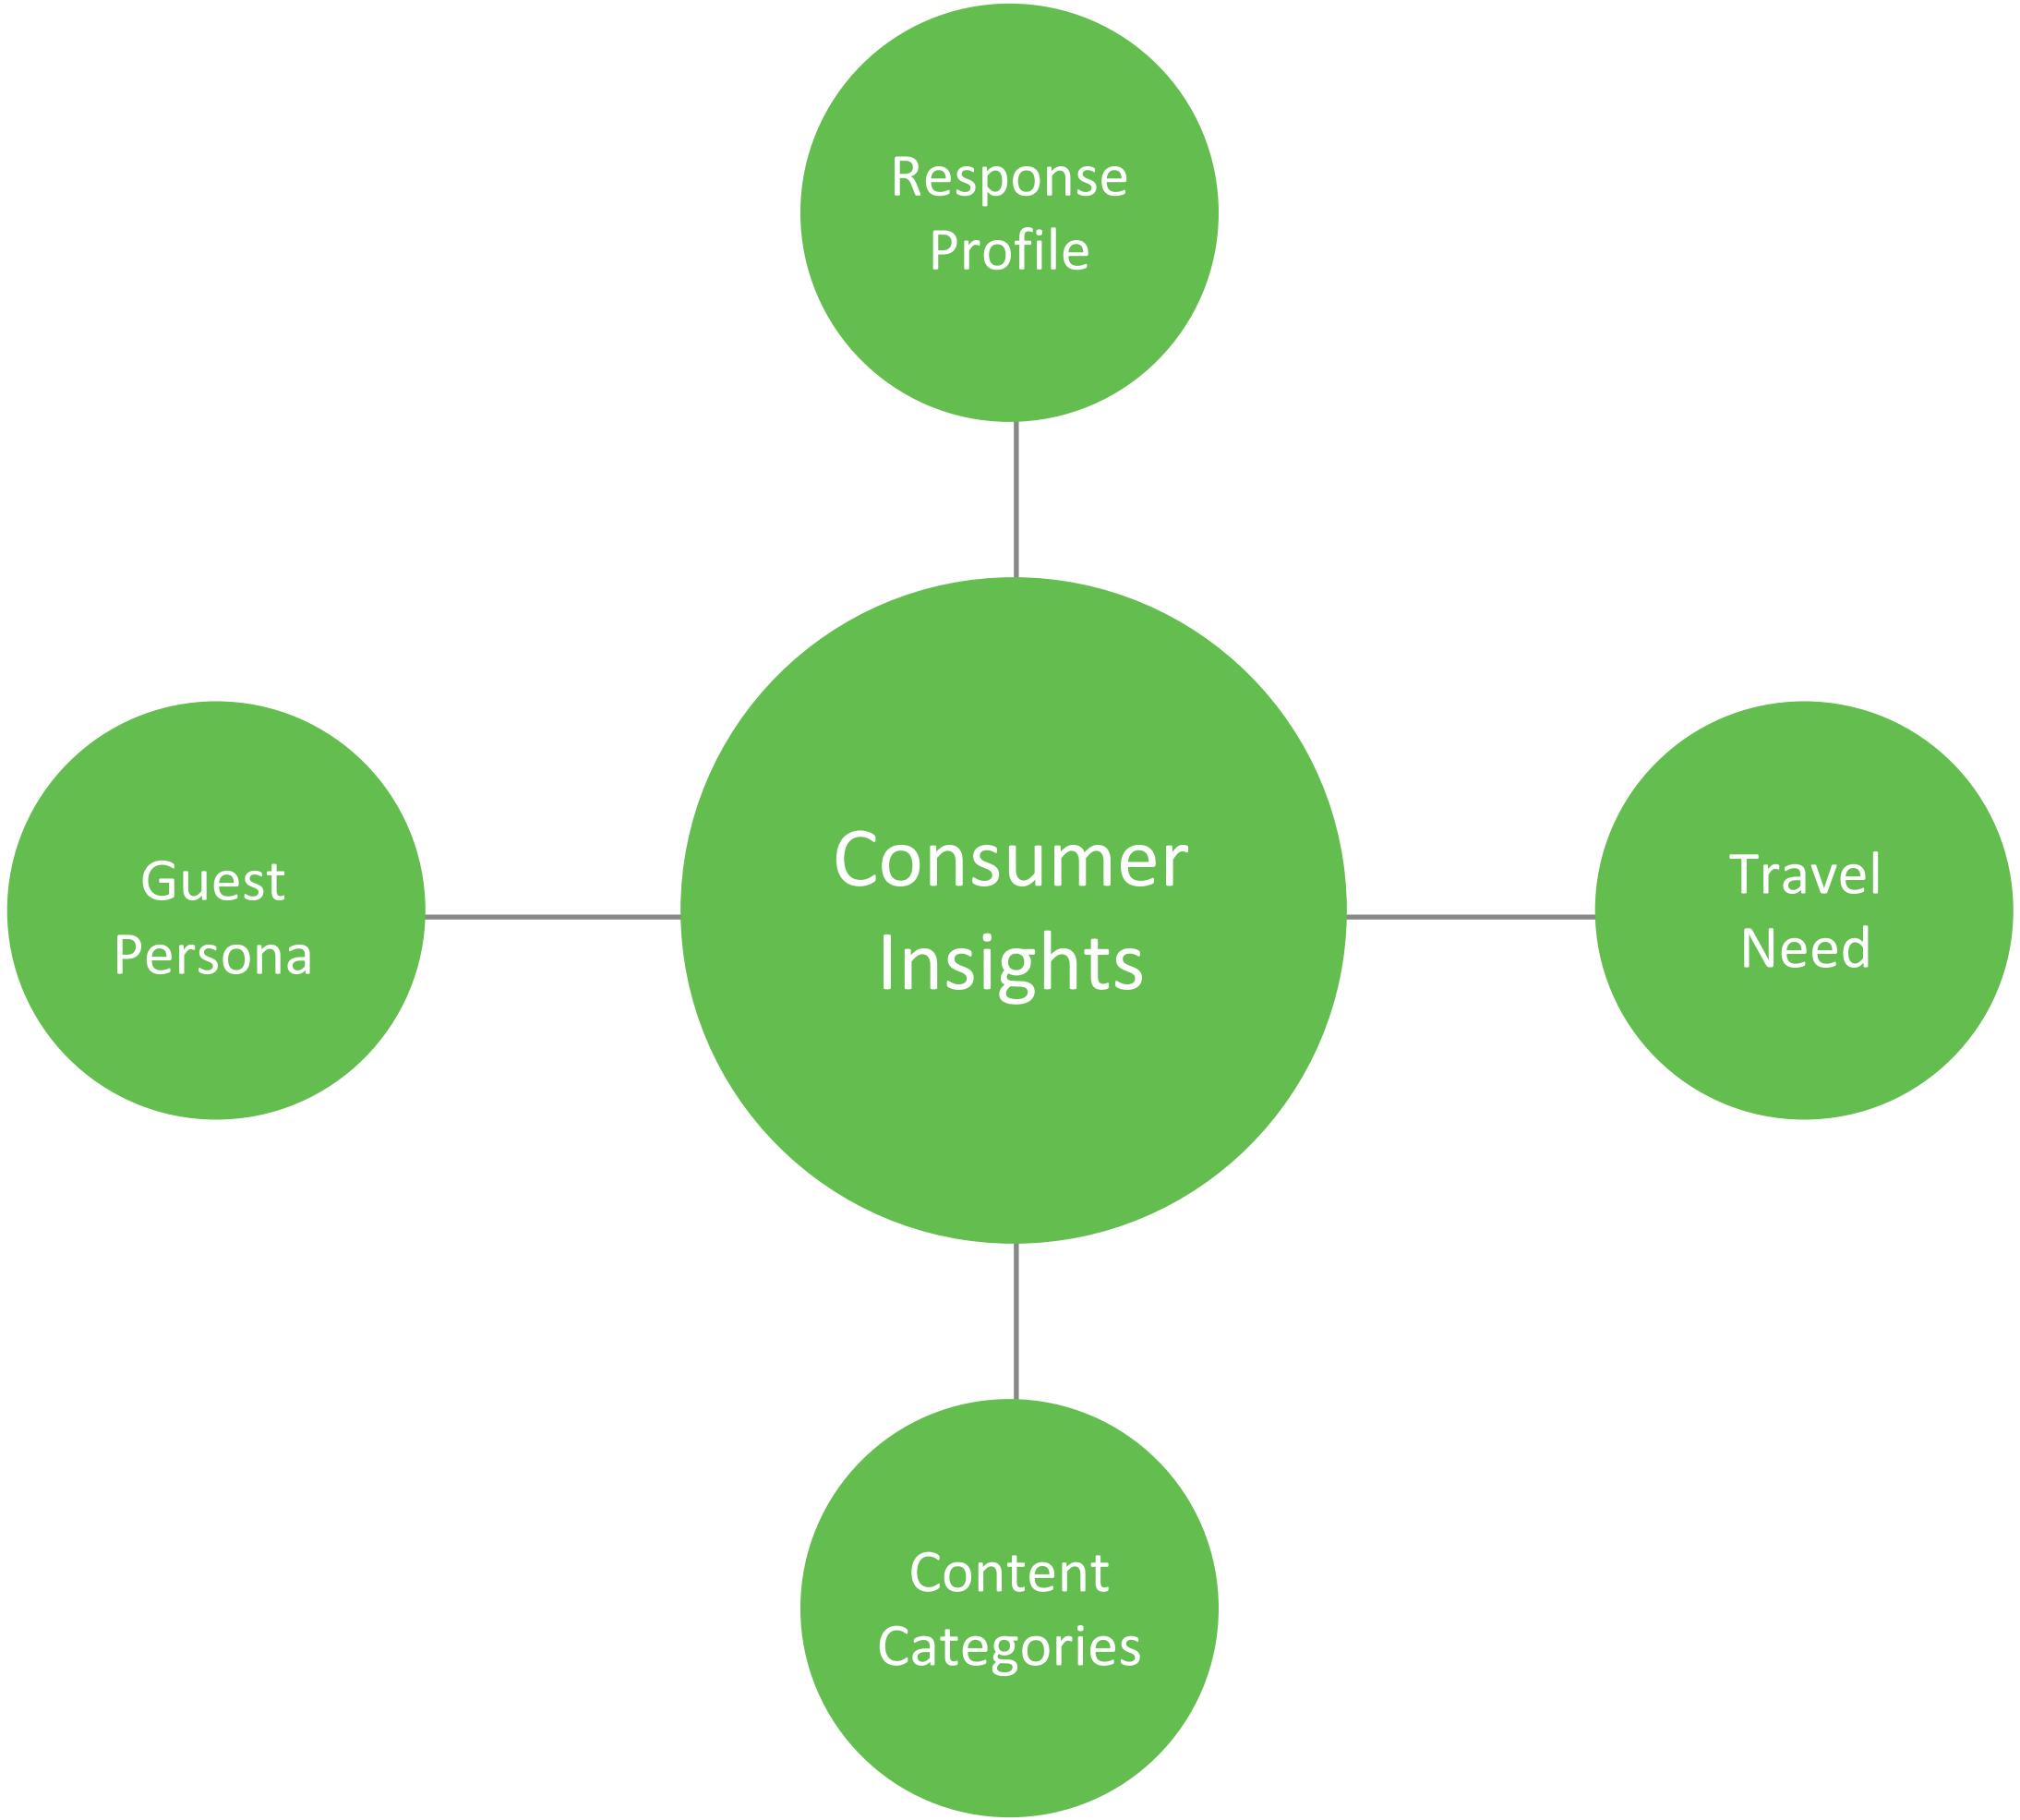 Response
Profile
Guest
Persona
Consumer
Insights
Travel
Need
Content
Categories